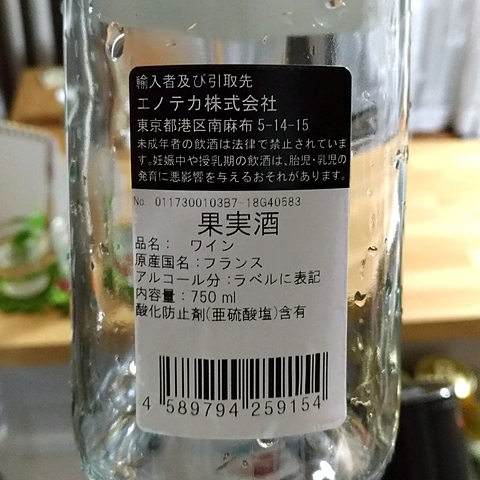 輸入者及び引取先
エノテカ株式会社
東京都港区南麻布 5-14-15
未成年者の飲酒は法律で禁止されていま
す。妊娠中や授乳期の飲酒は、胎児・乳児の
発育に悪影響を与えるおそれがあります。
No. 0117300103B7-18G40583
果実酒
品名： ワイン
原産国名：フランス
アルコール分：ラベルに表記
内容量：750 ml
酸化防止剤(亜硫酸塩)含有
4 589794 259154